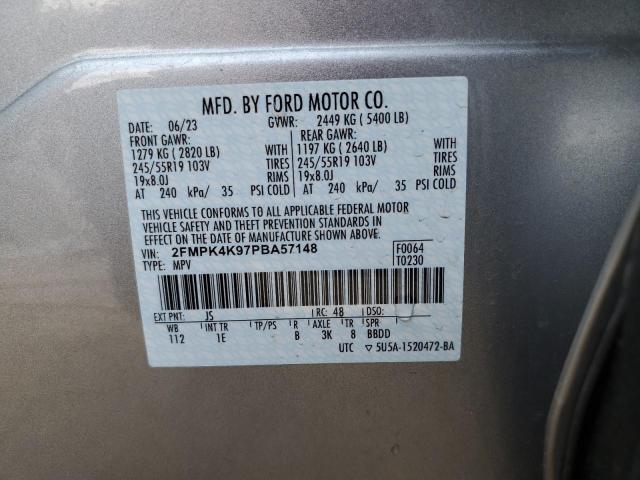 MFD. BY FORD MOTOR CO.
DATE: 06/23 GVWR: 2449 KG ( 5400 LB)
FRONT GAWR: REAR GAWR:
1279 KG ( 2820 LB) WITH 1197 KG ( 2640 LB) WITH
245/55R19 103V TIRES 245/55R19 103V TIRES
19x8.0J RIMS 19x8.0J RIMS
AT 240 kPa/ 35 PSI COLD AT 240 kPa/ 35 PSI COLD
THIS VEHICLE CONFORMS TO ALL APPLICABLE FEDERAL MOTOR
VEHICLE SAFETY AND THEFT PREVENTION STANDARDS IN
EFFECT ON THE DATE OF MANUFACTURE SHOWN ABOVE.
VIN: 2FMPK4K97PBA57148 F0064
TYPE: MPV T0230
EXT PNT: JS RC: 48 DSO:
WB INT TR TP/PS R AXLE TR SPR
112 1E B 3K 8 BBDD
UTC ▽ 5U5A-1520472-BA